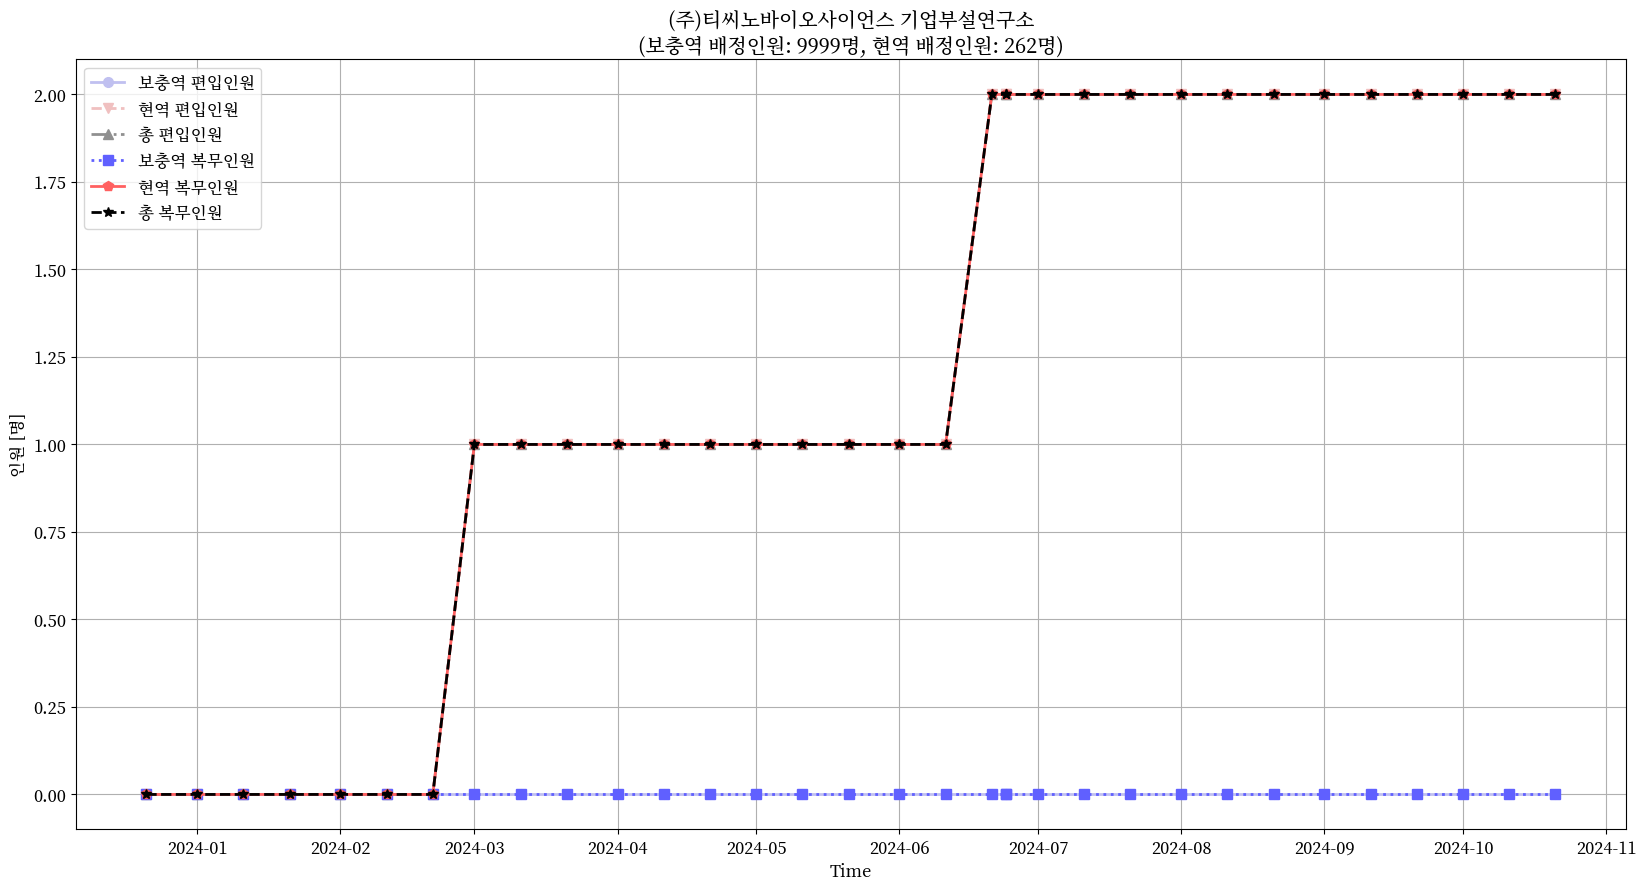 (주)티씨노바이오사이언스 기업부설연구소
(보충역 배정인원: 9999명, 현역 배정인원: 262명)
보충역 편입인원
현역 편입인원
총 편입인원
보충역 복무인원
현역 복무인원
총 복무인원
인원 [명]
2.00
1.75
1.50
1.25
1.00
0.75
0.50
0.25
0.00
2024-01
2024-02
2024-03
2024-04
2024-05
2024-06
2024-07
2024-08
2024-09
2024-10
2024-11
Time